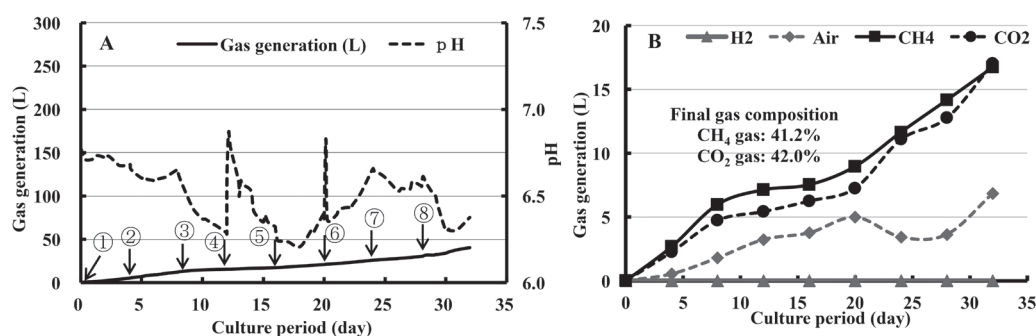 A
Gas generation (L)
pH
300
250
200
150
100
50
0
Gas generation (L)
7.5
7.0
6.5
6.0
pH
① ② ③ ④ ⑤ ⑥ ⑦ ⑧
0 5 10 15 20 25 30 35
Culture period (day)
B
H2 Air CH4 CO2
20
15
10
5
0
Gas generation (L)
Final gas composition
CH4 gas: 41.2%
CO2 gas: 42.0%
0 5 10 15 20 25 30 35
Culture period (day)